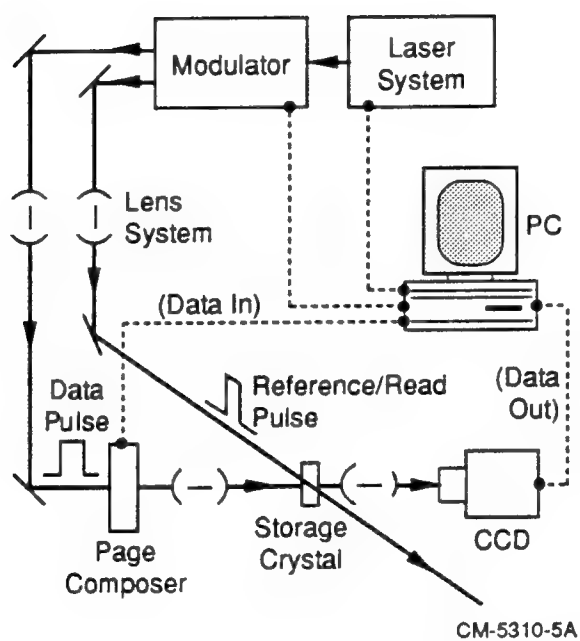 Modulator
Laser
System
Lens
System
PC
(Data In)
Data
Pulse
Reference/Read
Pulse
(Data
Out)
Page
Composer
Storage
Crystal
CCD
CM-5310-5A